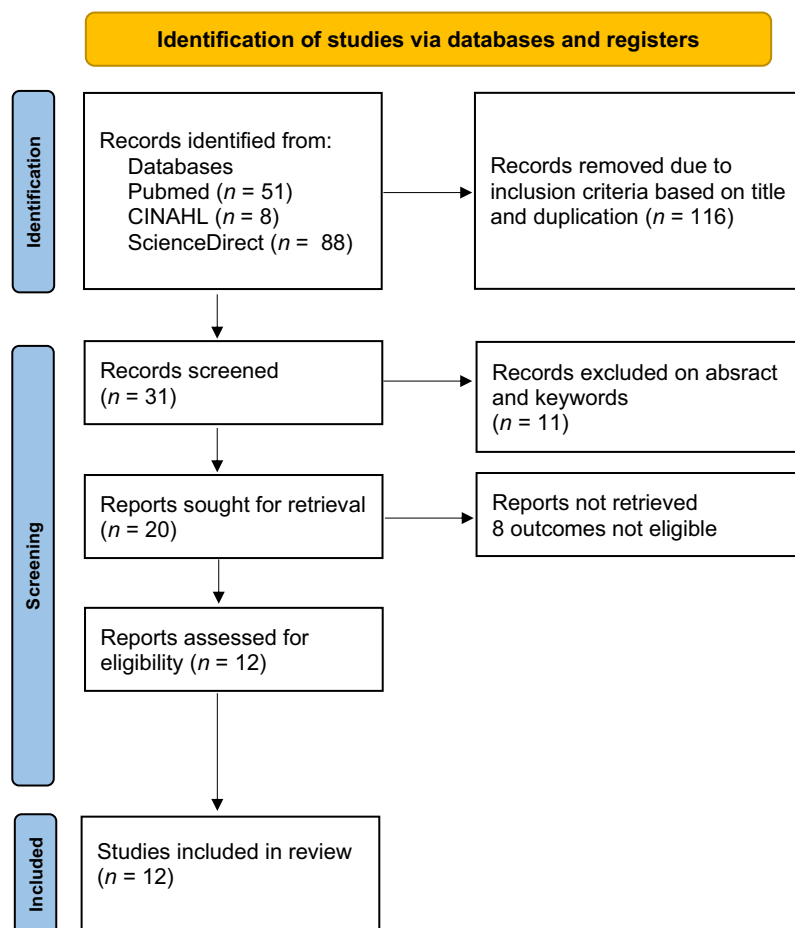 Identification of studies via databases and registers
Identification
Records identified from:
Databases
Pubmed (n = 51)
CINAHL (n = 8)
ScienceDirect (n = 88)
Records removed due to
inclusion criteria based on title
and duplication (n = 116)
Screening
Records screened
(n = 31)
Records excluded on absract
and keywords
(n = 11)
Reports sought for retrieval
(n = 20)
Reports not retrieved
8 outcomes not eligible
Reports assessed for
eligibility (n = 12)
Included
Studies included in review
(n = 12)